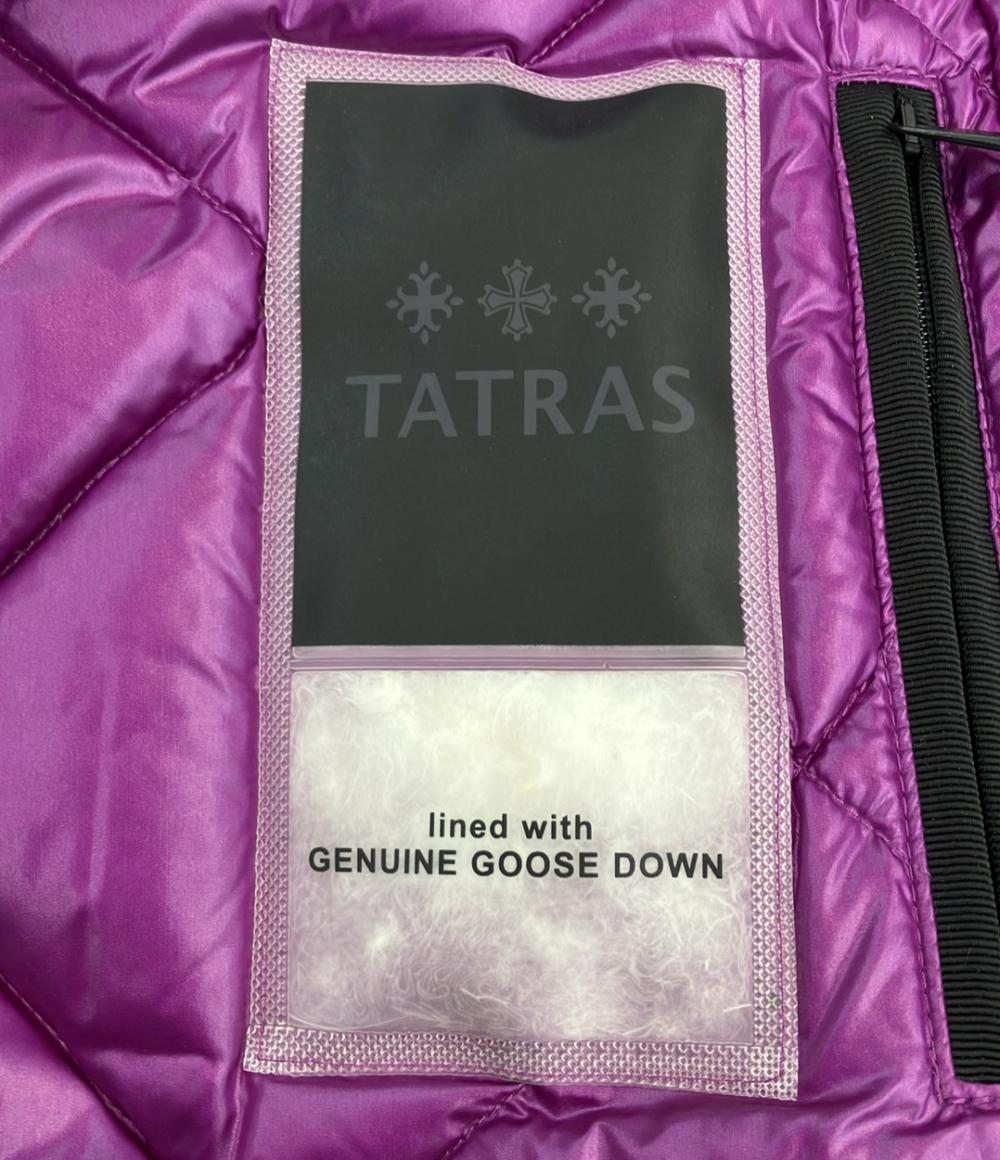 TATRAS
lined with
GENUINE GOOSE DOWN